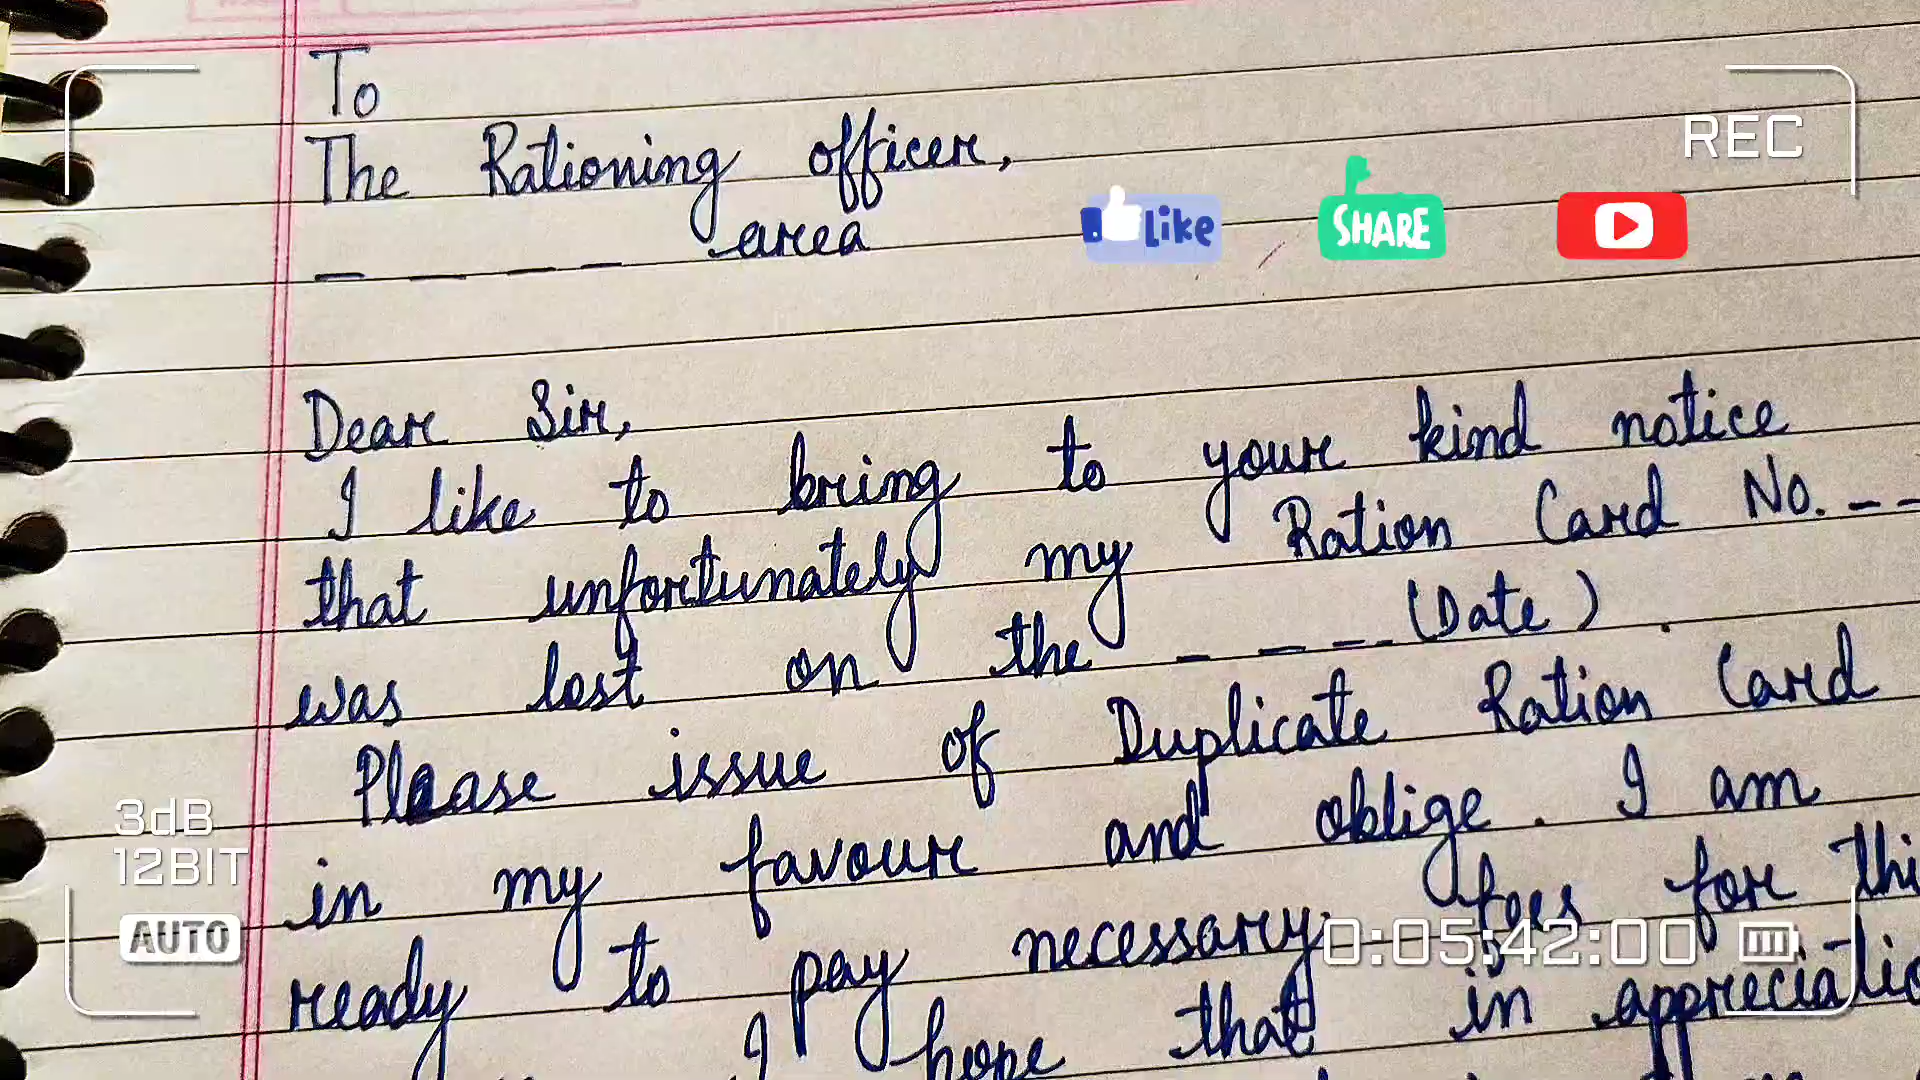 To
The Rationing officer,
_ _ _ _ area
Like
SHARE
REC
Dear Sir,
I like to bring to your kind notice
that unfortunately my Ration Card No. _ _
was lost on the _ _ _ _ (Date) .
Please issue of Duplicate Ration Card
in my favour and oblige. I am
ready to pay necessary fees for thi
I hope that in appreciatio
3dB
12BIT
AUTO
0:05:42:00